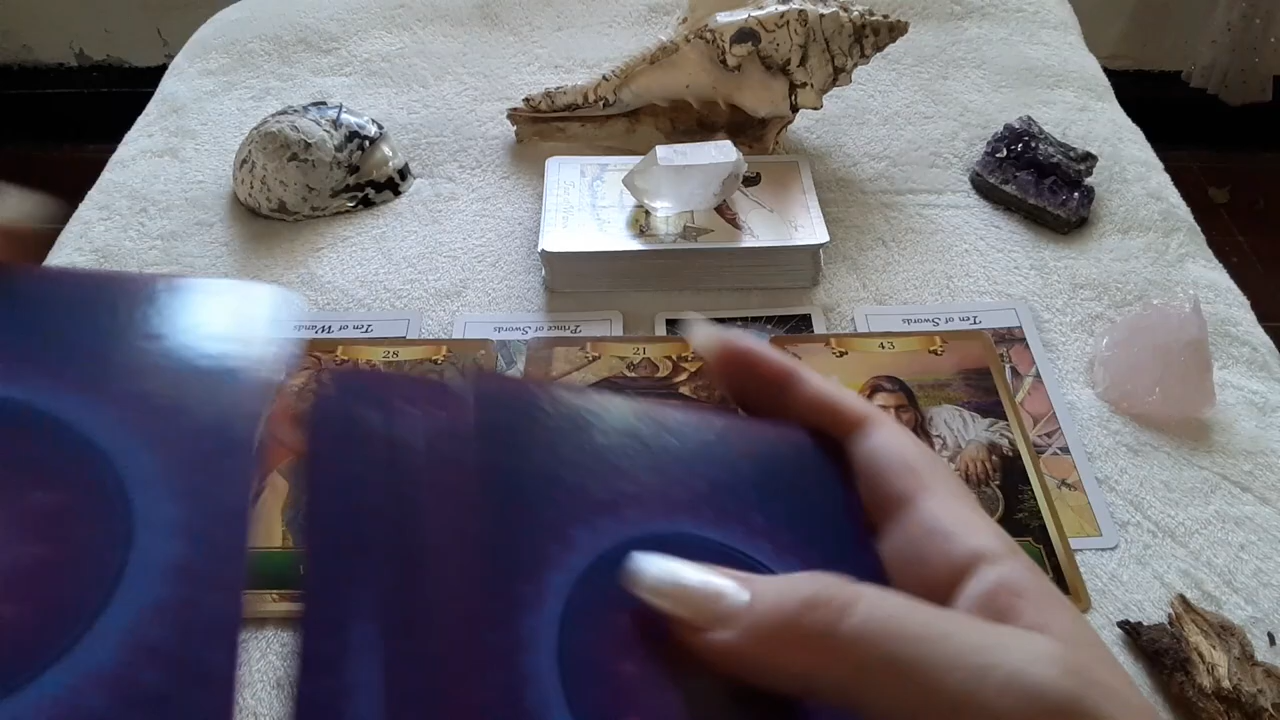 Ten of Wands
Prince of Swords
Ten of Swords
28
21
43